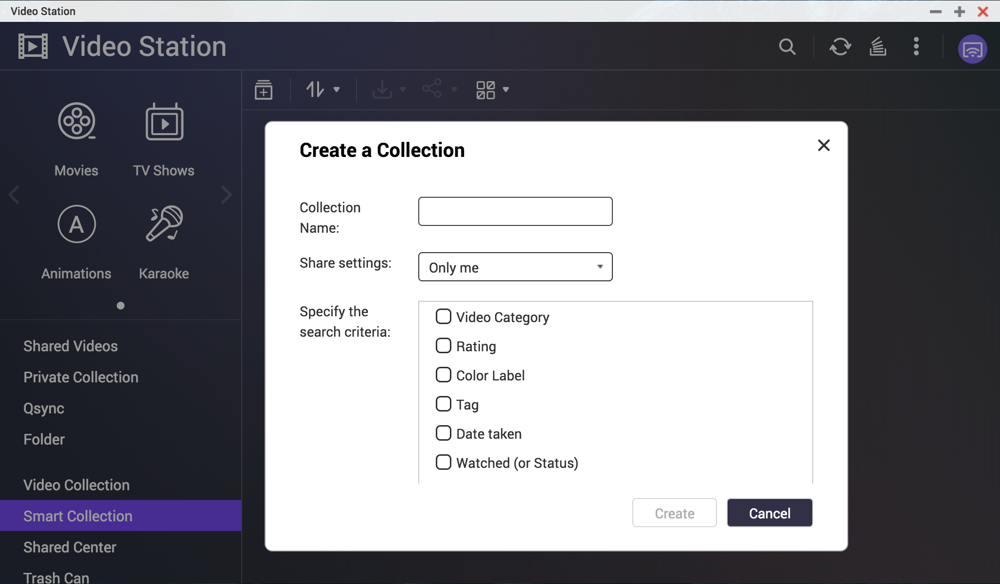 Video Station
Video Station
Movies
TV Shows
A
Animations
Karaoke
Shared Videos
Private Collection
Qsync
Folder
Video Collection
Smart Collection
Shared Center
Trash Can
Create a Collection
Collection
Name:
Share settings:
Only me
Specify the
search criteria:
Video Category
Rating
Color Label
Tag
Date taken
Watched (or Status)
Create
Cancel